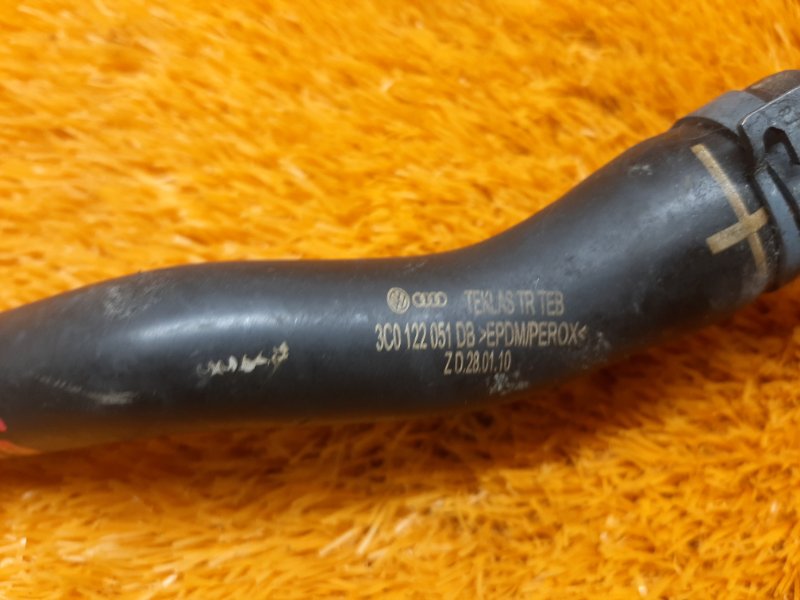 TEKLAS TR TEB
3C0 122 051 DB >EPDM/PEROX<
Z D.28.01.10